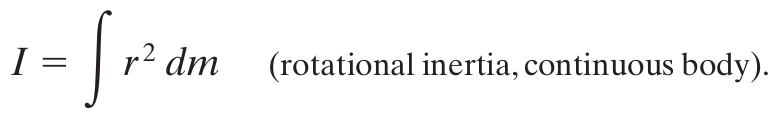 I = ∫ r² dm (rotational inertia, continuous body).